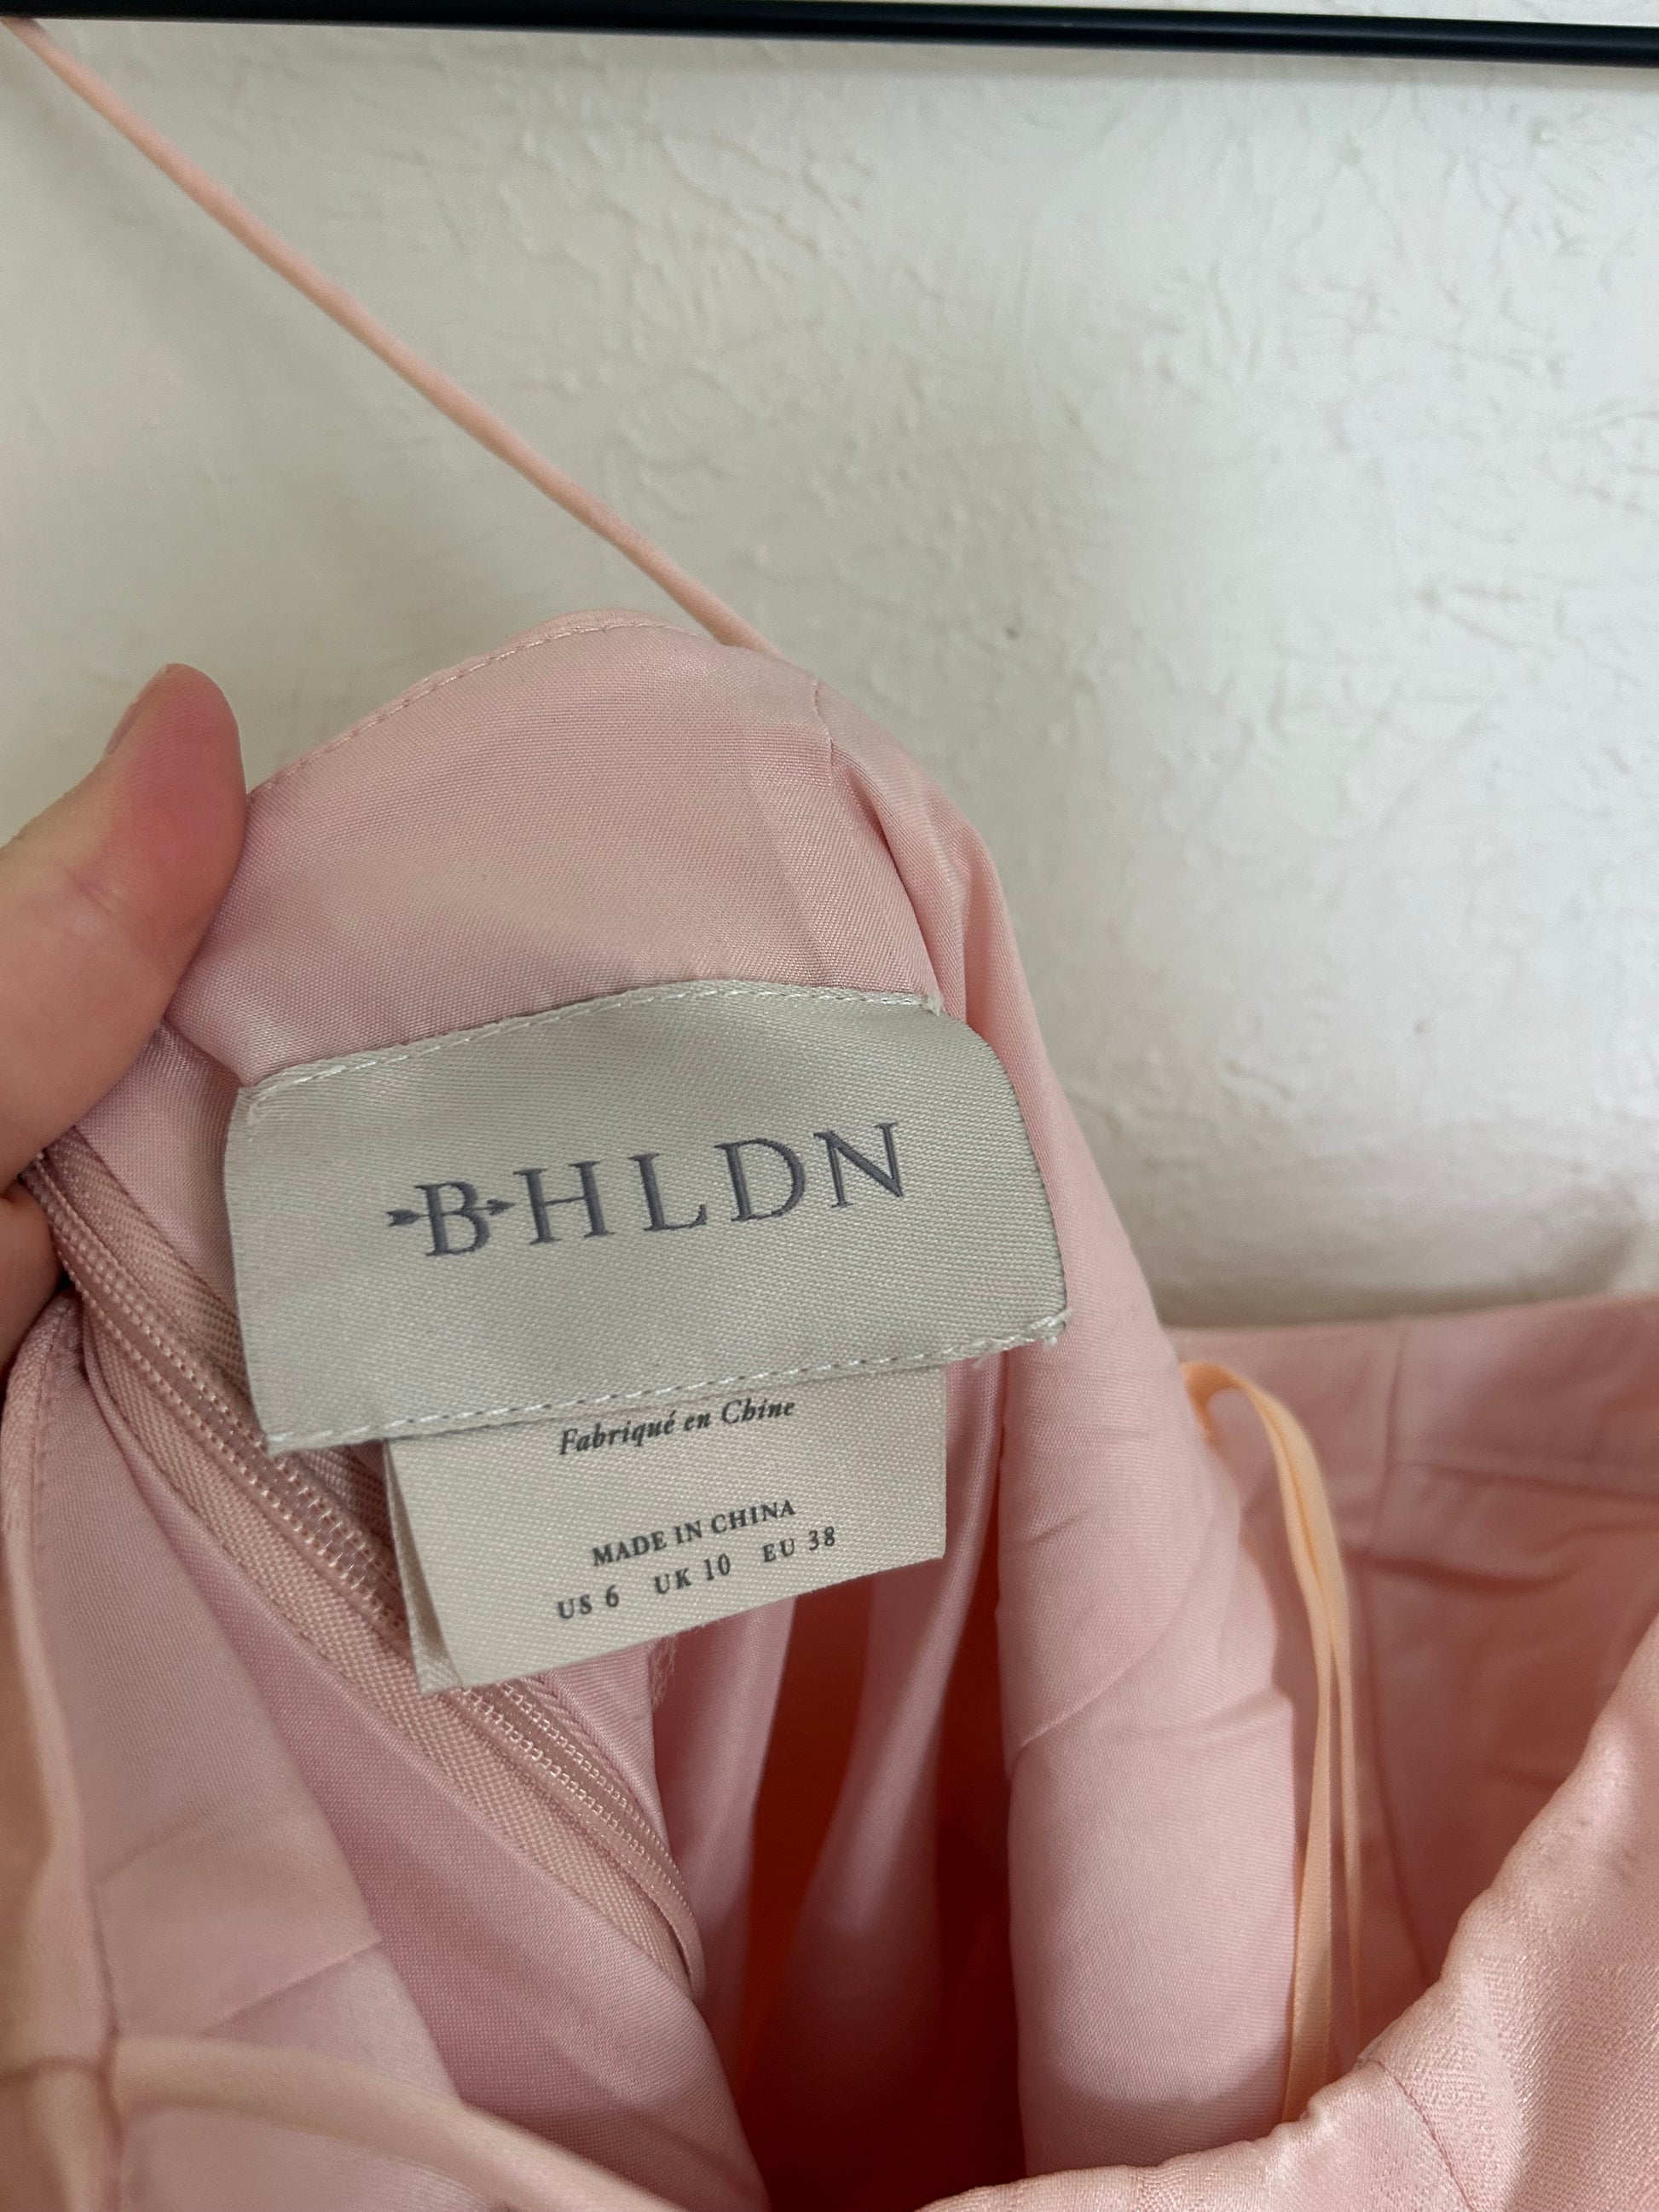 BHLDN
Fabriqué en Chine
MADE IN CHINA
US 6 UK 10 EU 38